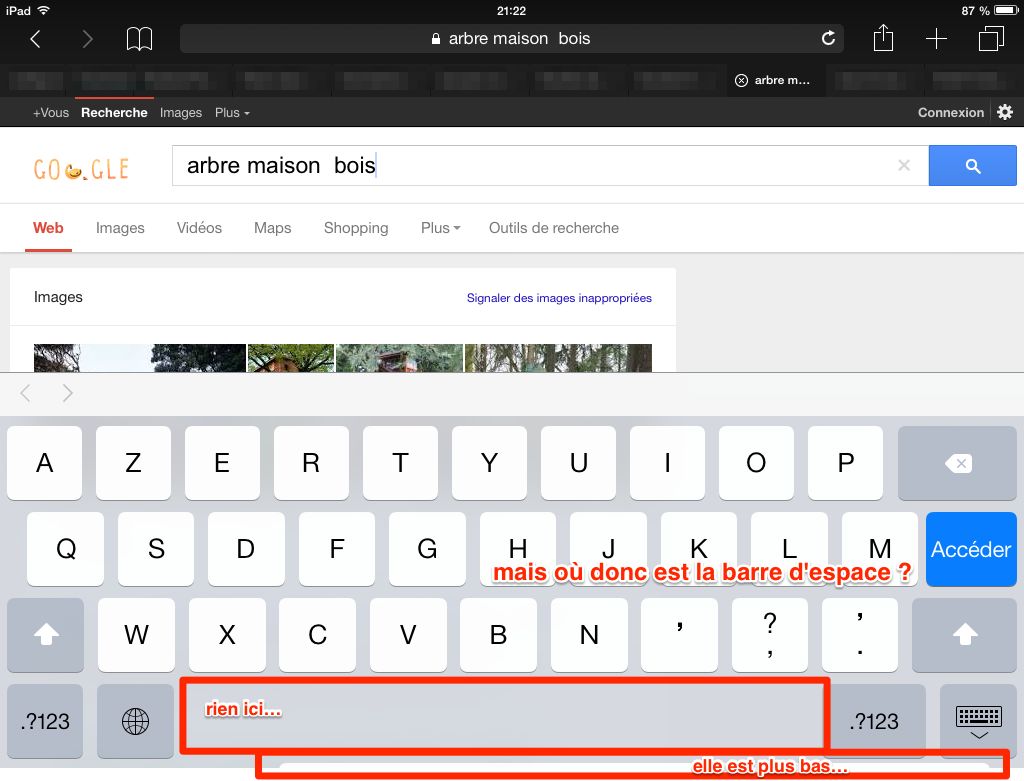 iPad 21:22 87 %
arbre maison  bois
arbre m...
+Vous Recherche Images Plus Connexion
GO GLE arbre maison  bois
Web Images Vidéos Maps Shopping Plus Outils de recherche
Images Signaler des images inappropriées
A Z E R T Y U I O P
Q S D F G H J K L M Accéder
mais où donc est la barre d'espace ?
W X C V B N ' ? , ' .
.?123 rien ici... .?123
elle est plus bas...